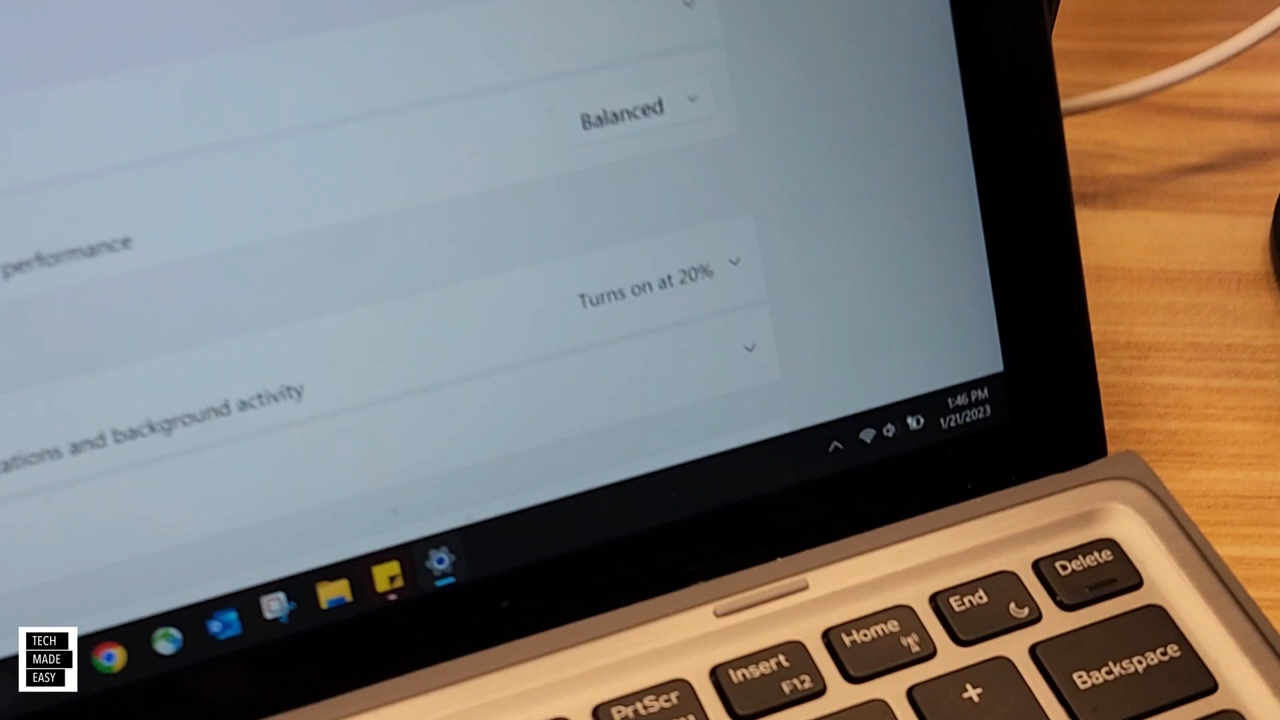 Balanced
performance
Turns on at 20%
ations and background activity
1:46 PM
1/21/2023
Delete
End
Home
Insert
F12
PrtScr
Backspace
+
TECH
MADE
EASY